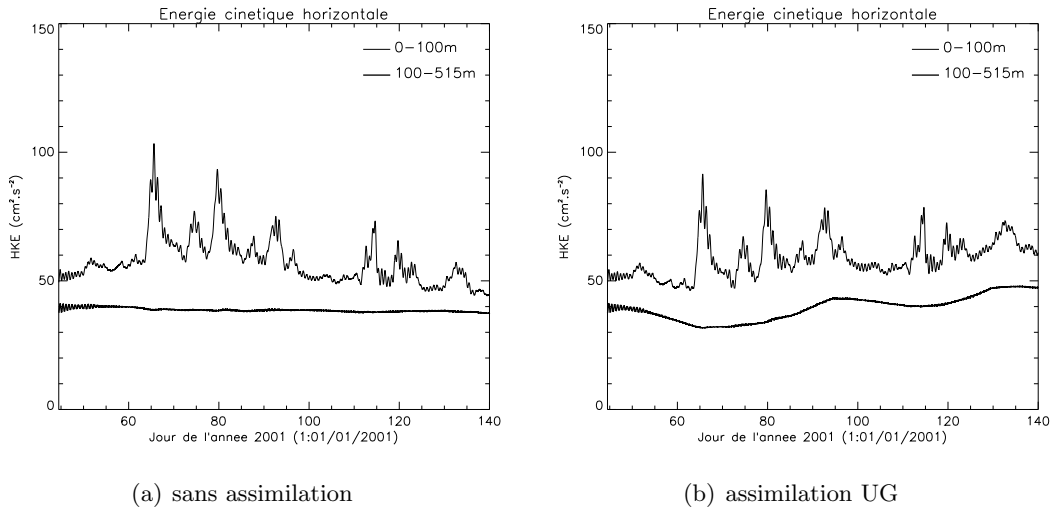 Energie cinetique horizontale
150
100
50
0
HKE (cm².s⁻²)
0-100m
100-515m
60
80
100
120
140
Jour de l'annee 2001 (1:01/01/2001)
(a) sans assimilation
Energie cinetique horizontale
150
100
50
0
HKE (cm².s⁻²)
0-100m
100-515m
60
80
100
120
140
Jour de l'annee 2001 (1:01/01/2001)
(b) assimilation UG